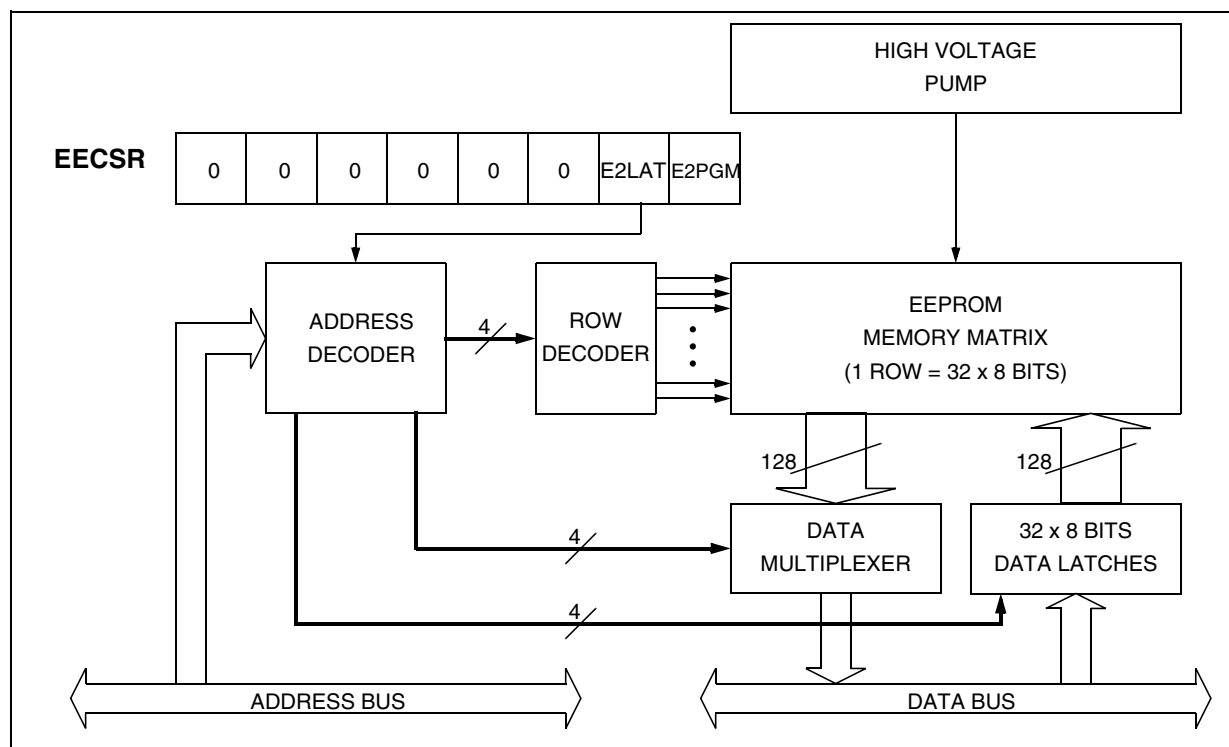 HIGH VOLTAGE
PUMP
EECSR
0 0 0 0 0 0 E2LAT E2PGM
ADDRESS
DECODER
4
ROW
DECODER
EEPROM
MEMORY MATRIX
(1 ROW = 32 x 8 BITS)
128
128
4
DATA
MULTIPLEXER
32 x 8 BITS
DATA LATCHES
4
ADDRESS BUS
DATA BUS